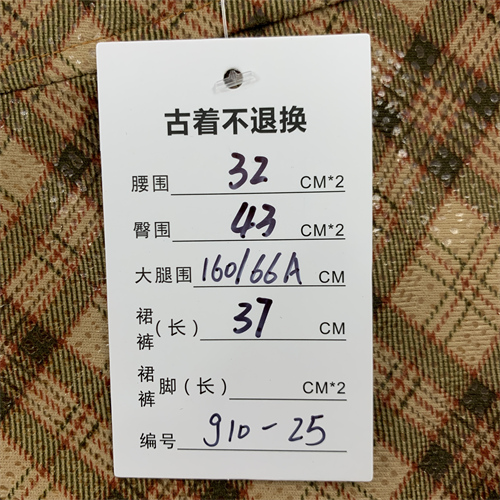 古着不退换
腰围 32 CM*2
臀围 43 CM*2
大腿围 160/66A CM
裙裤(长) 37 CM
裙裤脚(长) CM*2
编号 910-25